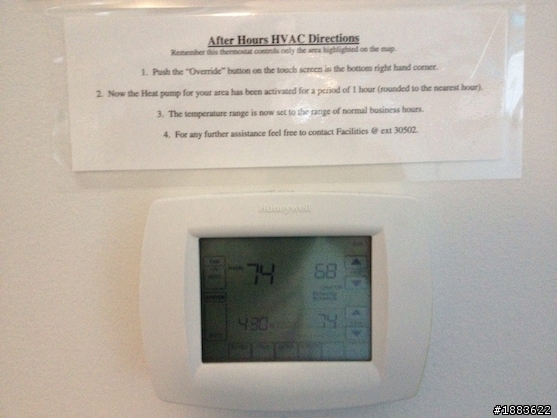 After Hours HVAC Directions
Remember this thermostat controls only the area highlighted on the map.
1. Push the "Override" button on the touch screen in the bottom right hand corner.
2. Now the Heat pump for your area has been activated for a period of 1 hour (rounded to the nearest hour).
3. The temperature range is now set to the range of normal business hours.
4. For any further assistance feel free to contact Facilities @ ext 30502.
Honeywell
74 68
4:30 74
#1883622